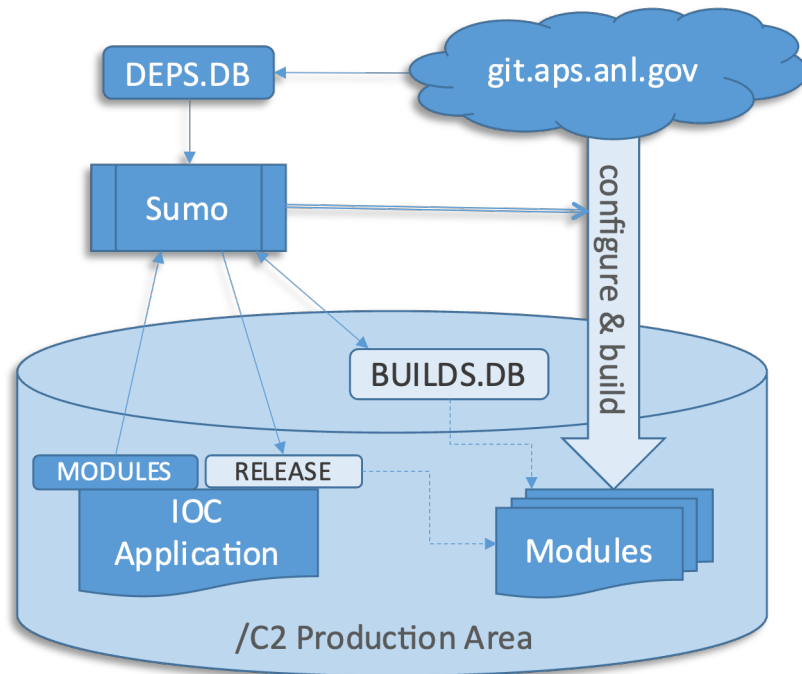 DEPS.DB
git.aps.anl.gov
Sumo
configure & build
BUILDS.DB
MODULES
RELEASE
IOC
Application
Modules
/C2 Production Area